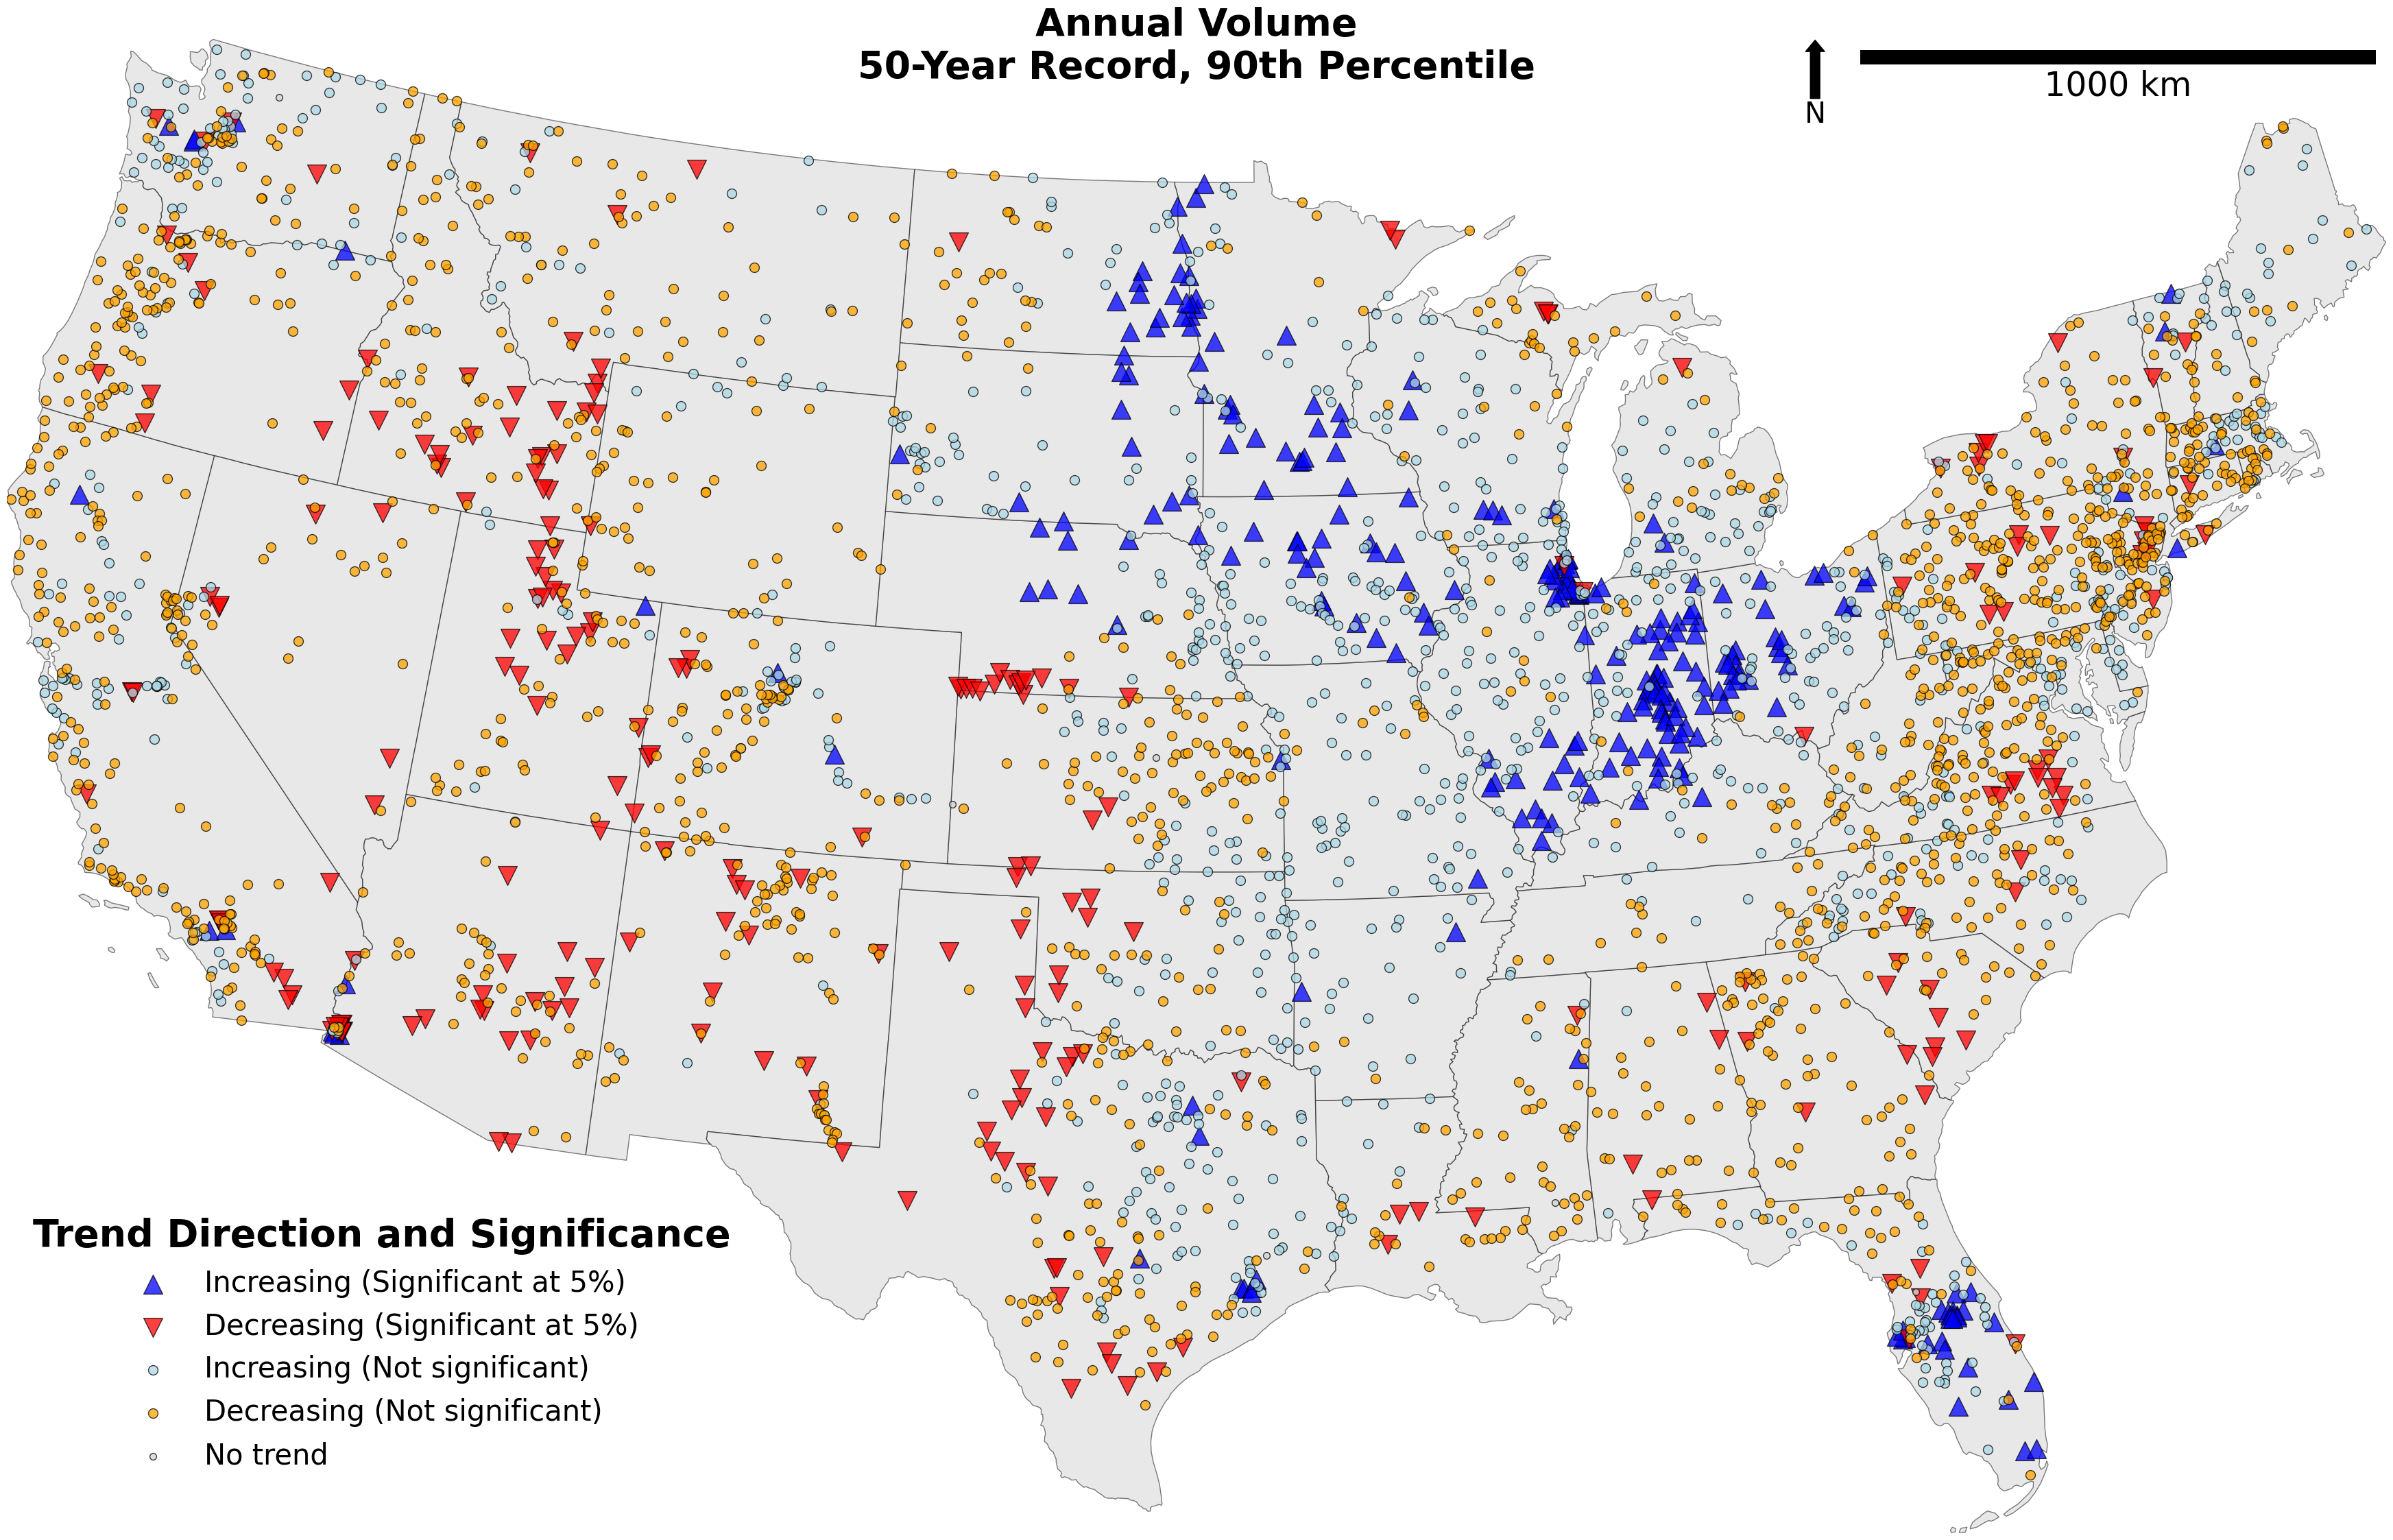 Annual Volume
50-Year Record, 90th Percentile
1000 km
N
Trend Direction and Significance
Increasing (Significant at 5%)
Decreasing (Significant at 5%)
Increasing (Not significant)
Decreasing (Not significant)
No trend